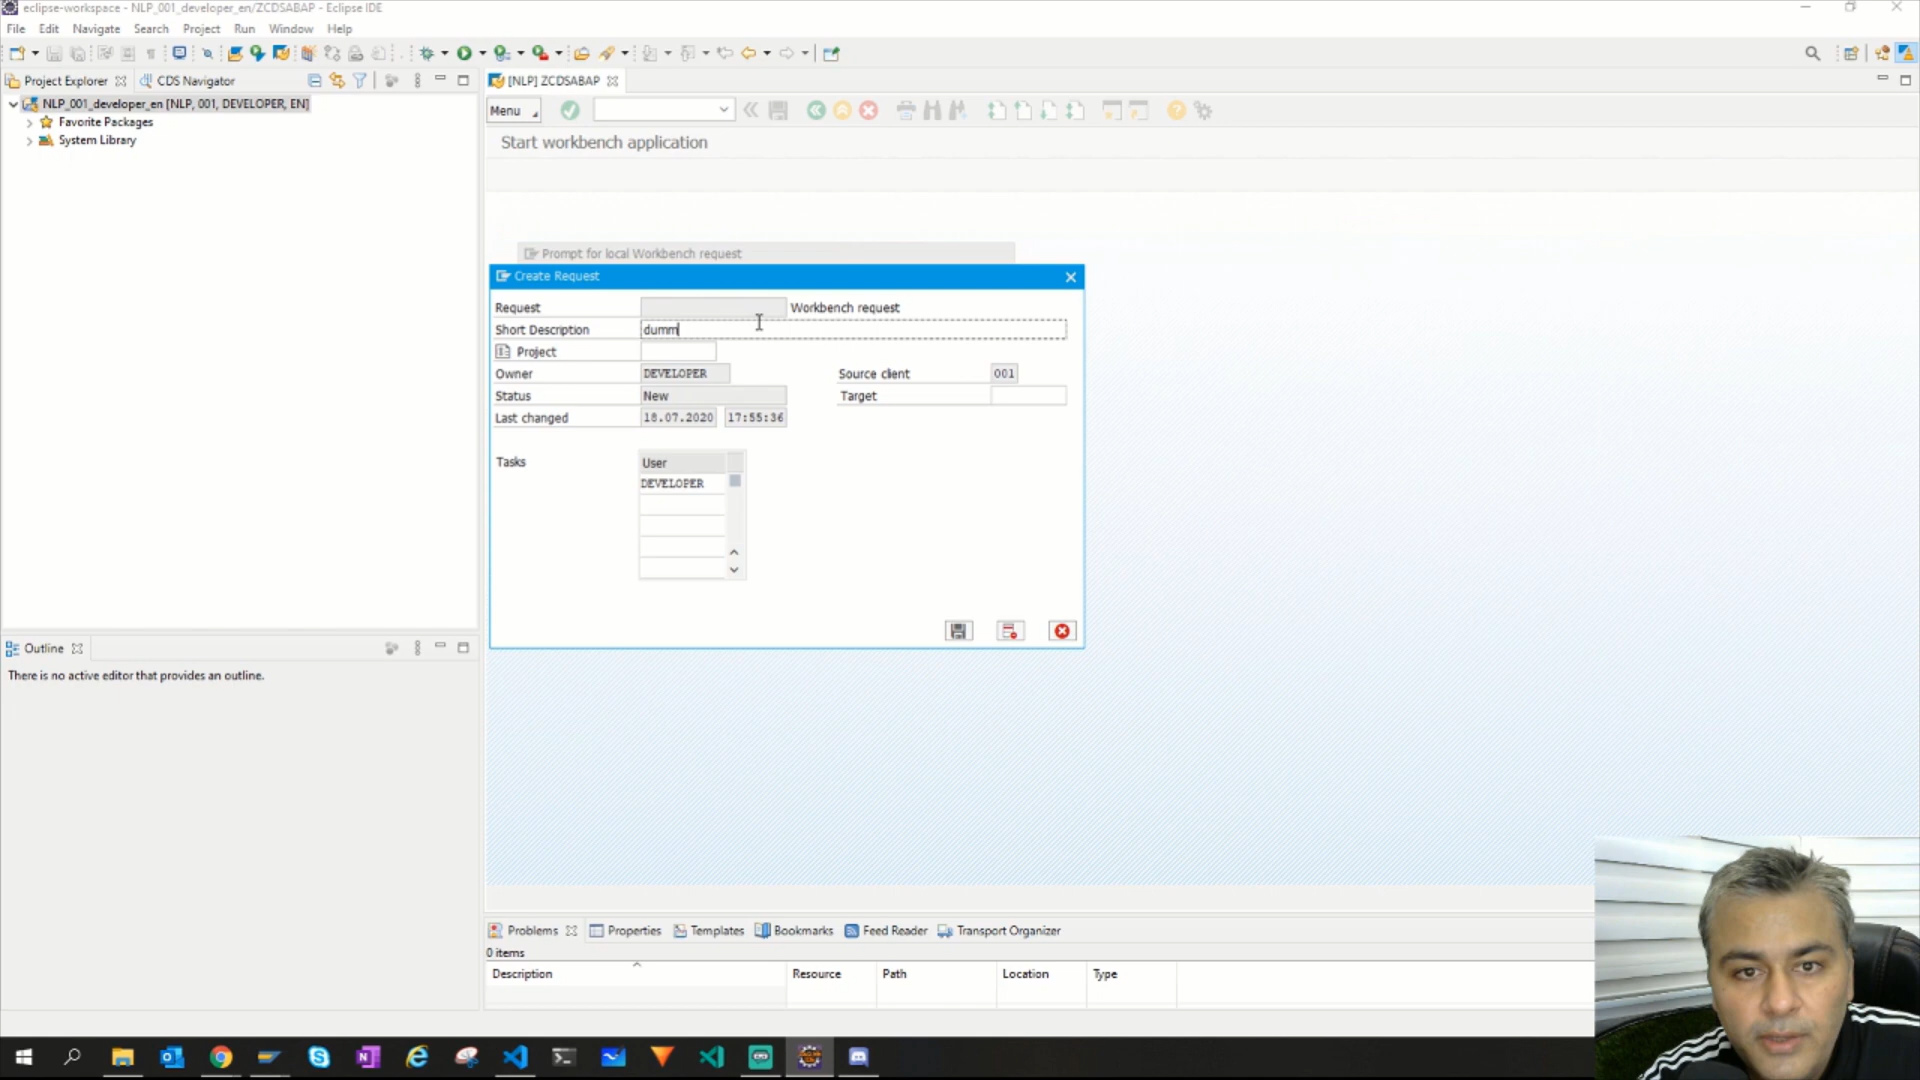 eclipse-workspace - NLP_001_developer_en/ZCDSABAP - Eclipse IDE
File Edit Navigate Search Project Run Window Help
Project Explorer CDS Navigator
[NLP] ZCDSABAP
NLP_001_developer_en [NLP, 001, DEVELOPER, EN]
Menu
Favorite Packages
System Library
Start workbench application
Prompt for local Workbench request
Create Request
Request Workbench request
Short Description dumm
Project
Owner DEVELOPER Source client 001
Status New Target
Last changed 18.07.2020 17:55:36
Tasks User
DEVELOPER
Outline
There is no active editor that provides an outline.
Problems Properties Templates Bookmarks Feed Reader Transport Organizer
0 items
Description Resource Path Location Type